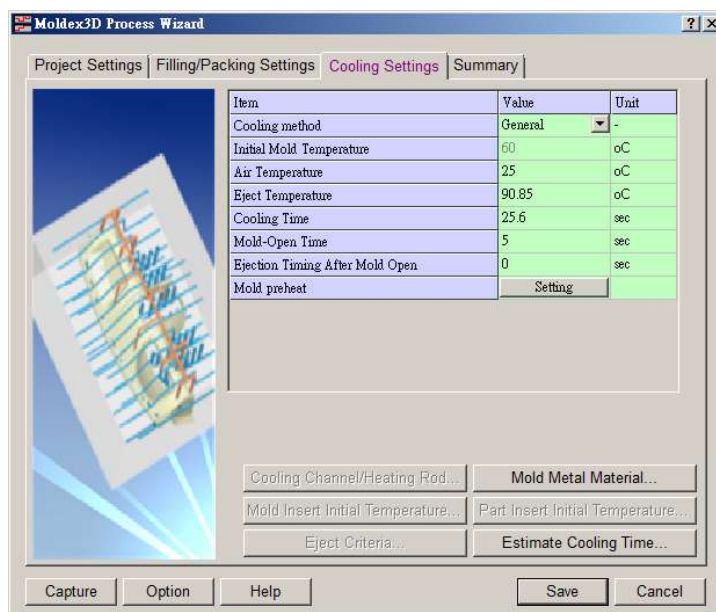 Moldex3D Process Wizard
Project Settings Filling/Packing Settings Cooling Settings Summary
Item Value Unit
Cooling method General -
Initial Mold Temperature 60 oC
Air Temperature 25 oC
Eject Temperature 90.85 oC
Cooling Time 25.6 sec
Mold-Open Time 5 sec
Ejection Timing After Mold Open 0 sec
Mold preheat Setting
Cooling Channel/Heating Rod... Mold Metal Material...
Mold Insert Initial Temperature... Part Insert Initial Temperature...
Eject Criteria... Estimate Cooling Time...
Capture Option Help Save Cancel